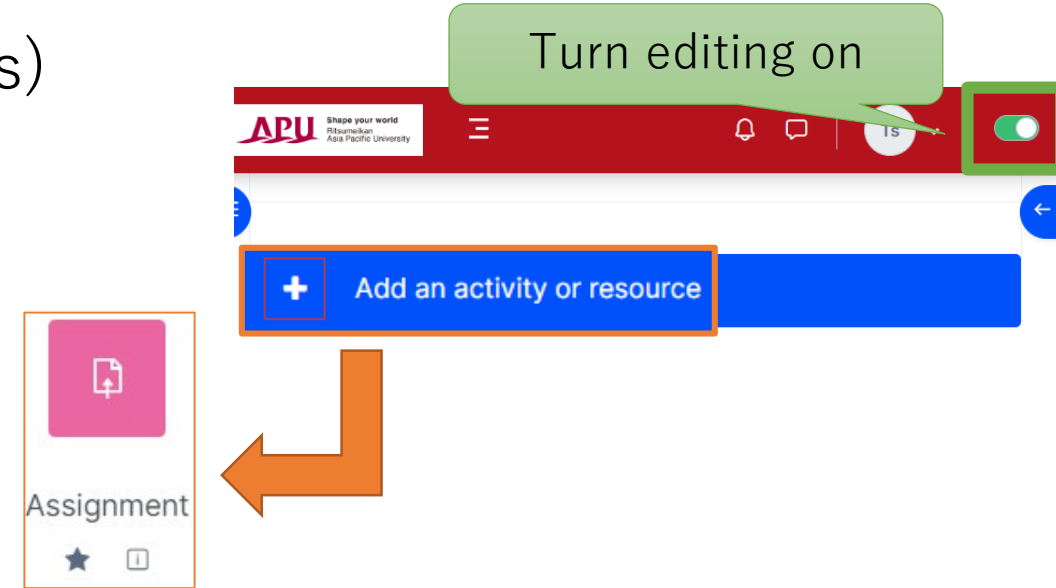 s)
Turn editing on
APU
Shape your world
Ritsumeikan
Asia Pacific University
Ts
Add an activity or resource
Assignment